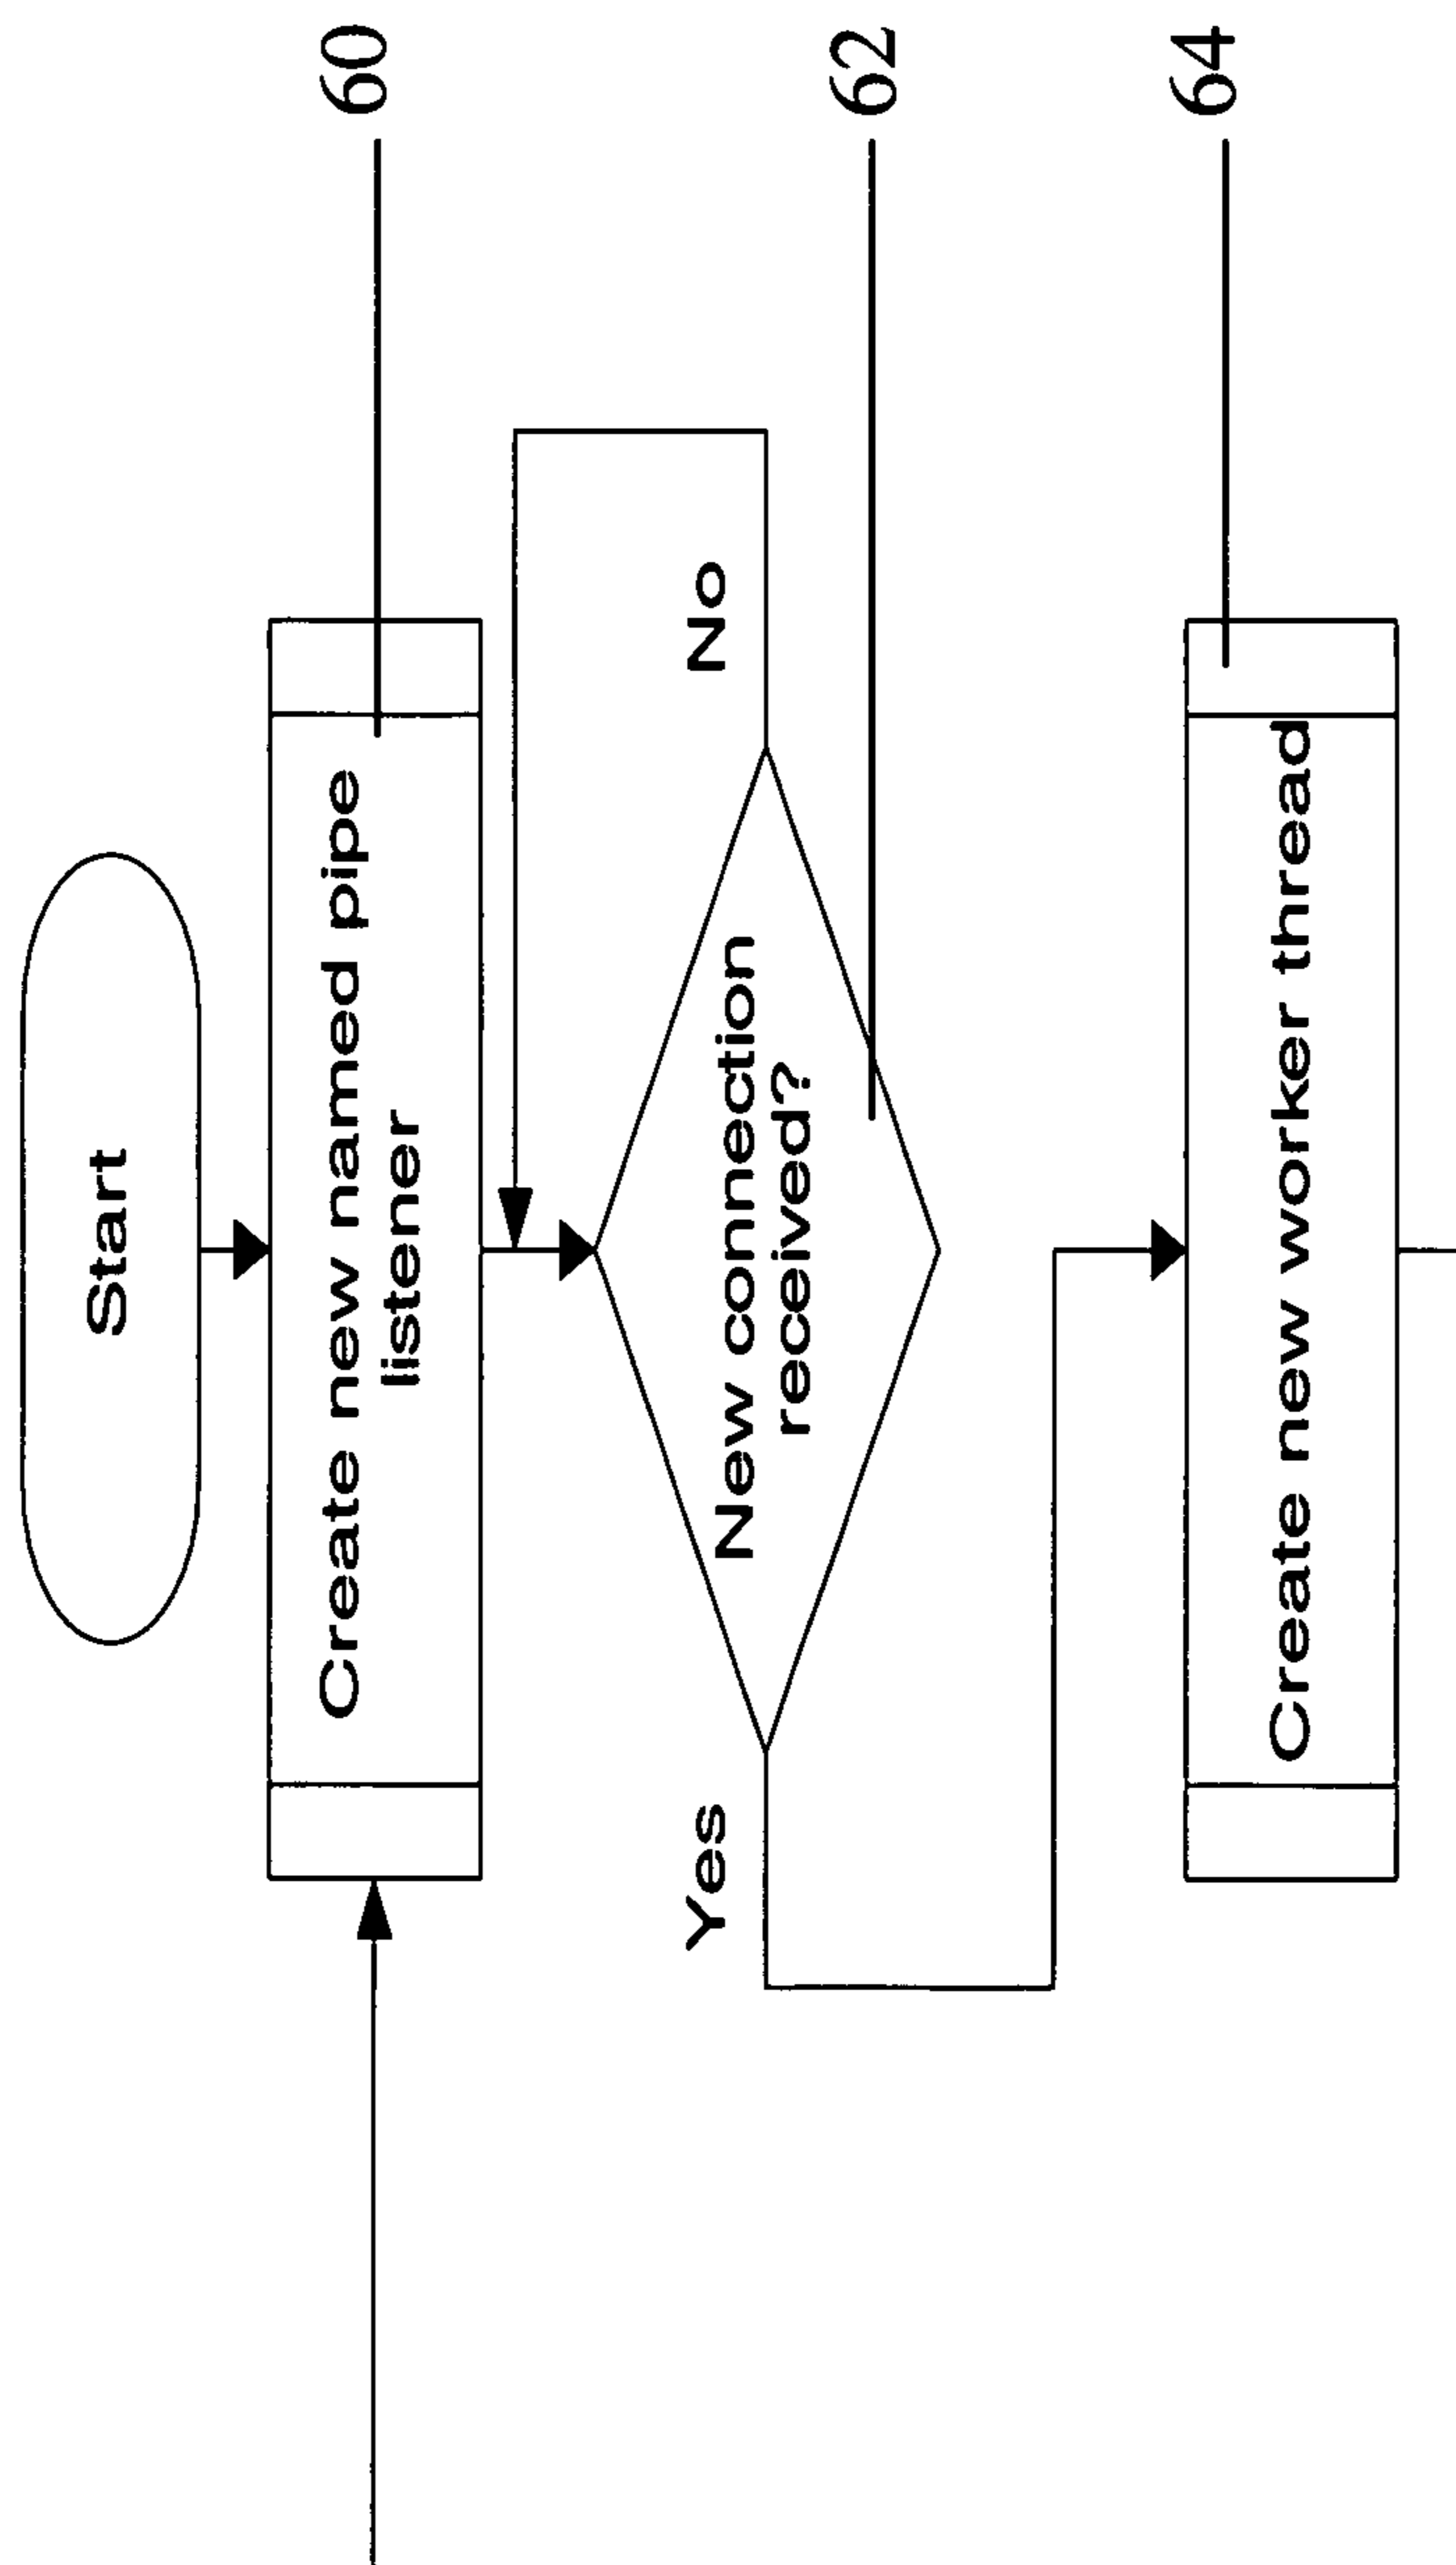 Start
Create new named pipe
listener
60
No
New connection
received?
62
Yes
Create new worker thread
64